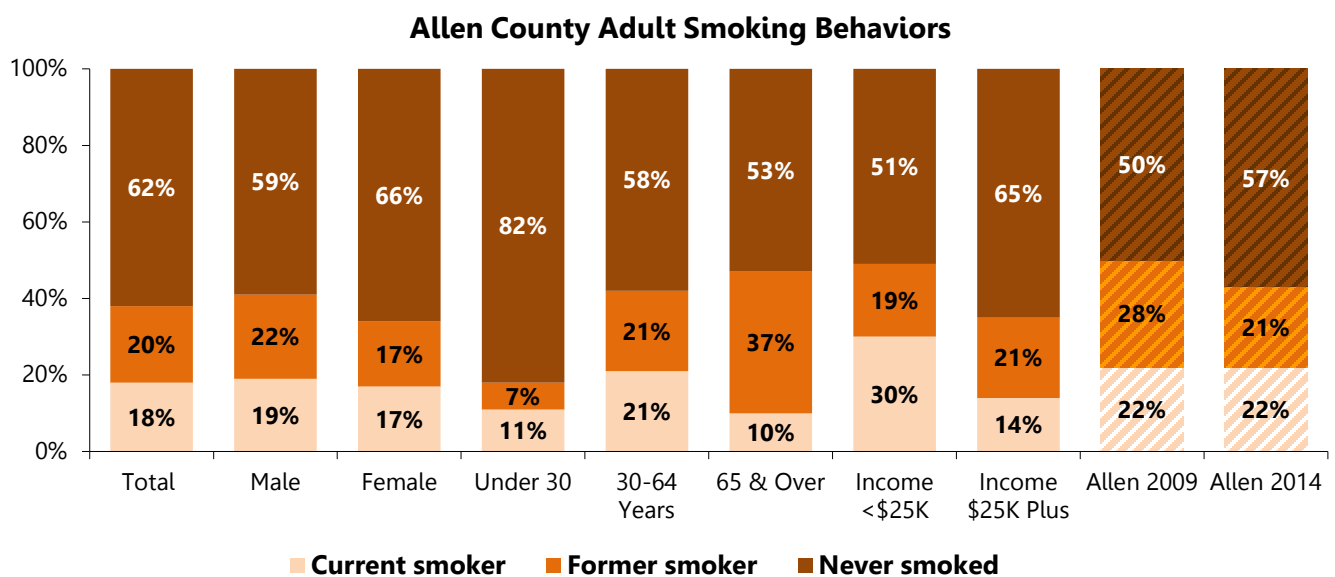 Allen County Adult Smoking Behaviors
100%
80%
60%
40%
20%
0%
62% 59% 66% 82% 58% 53% 51% 65% 50% 57%
20% 22% 17% 7% 21% 37% 19% 21% 28% 21%
18% 19% 17% 11% 21% 10% 30% 14% 22% 22%
Total Male Female Under 30 30-64 65 & Over Income Income Allen 2009 Allen 2014
Years <$25K $25K Plus
Current smoker Former smoker Never smoked